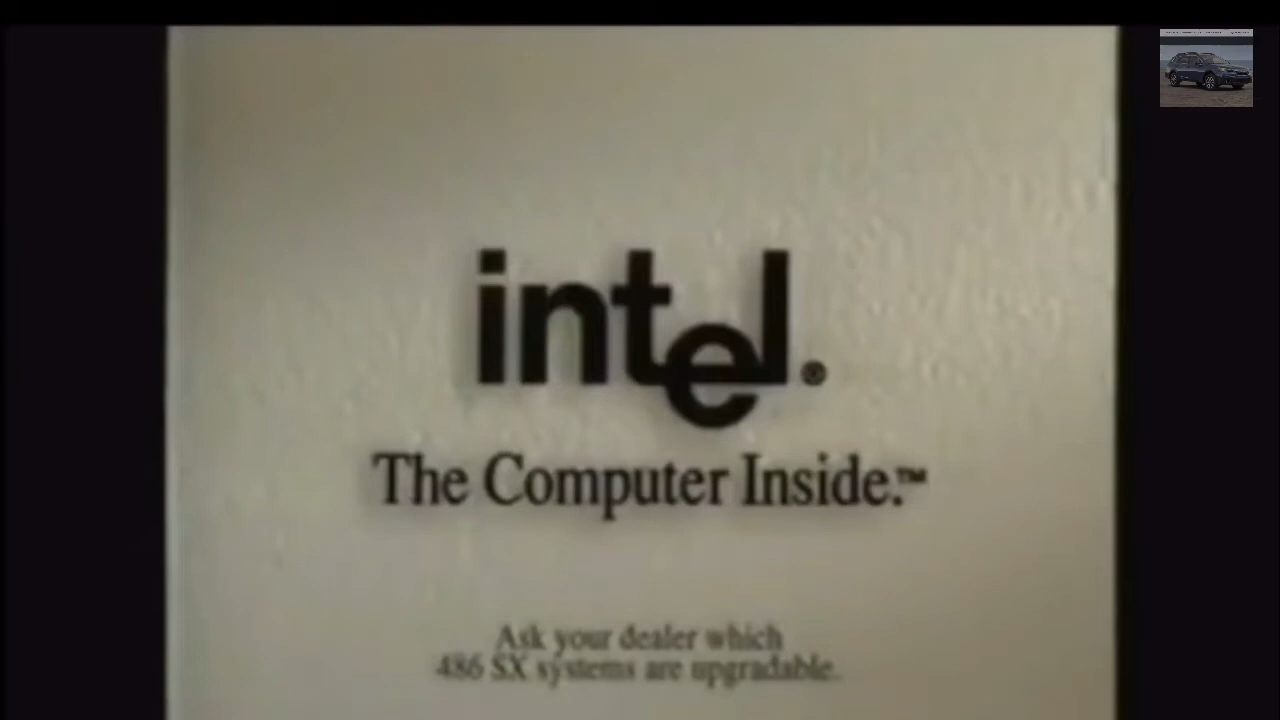 intel®
The Computer Inside.™
Ask your dealer which
486 SX systems are upgradable.